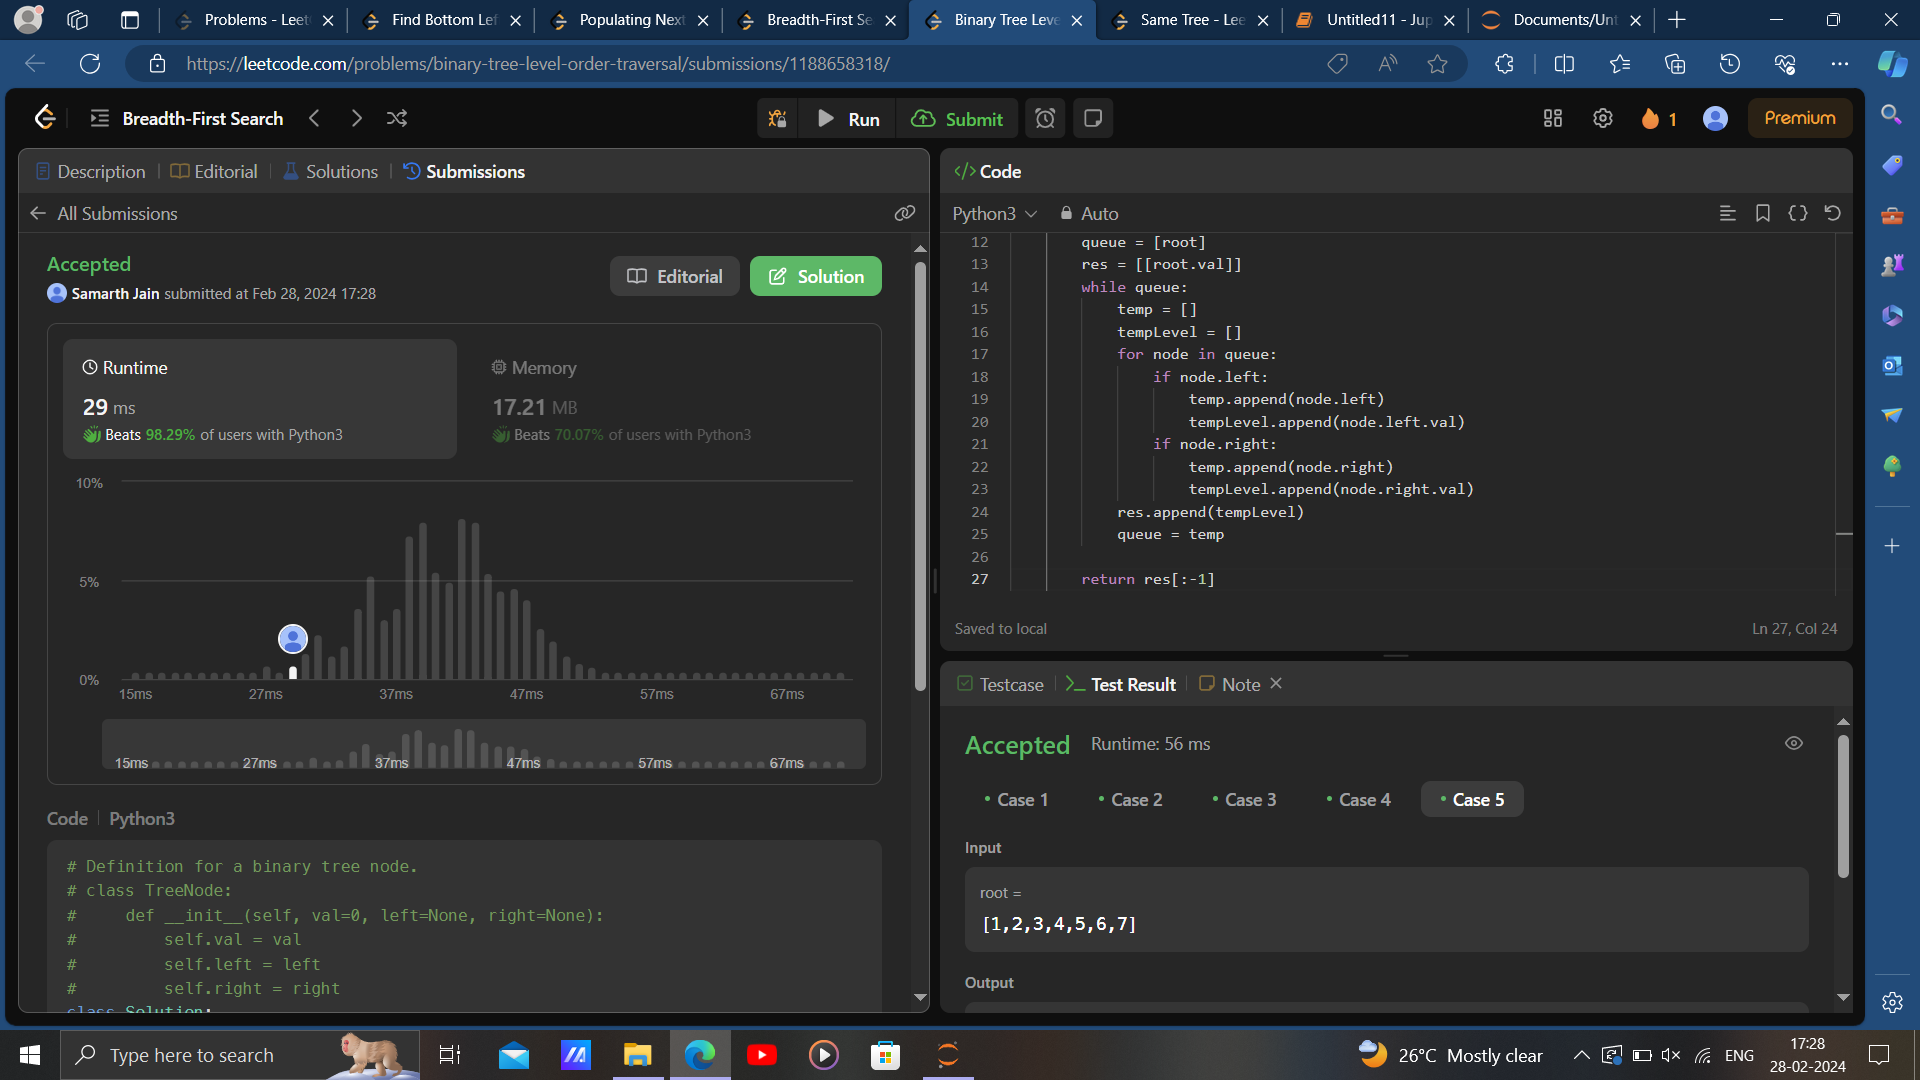 Problems - Leet
Find Bottom Lef
Populating Next
Breadth-First Se
Binary Tree Leve
Same Tree - Lee
Untitled11 - Jup
Documents/Unt
https://leetcode.com/problems/binary-tree-level-order-traversal/submissions/1188658318/
Breadth-First Search
Run
Submit
1
Premium
Description
Editorial
Solutions
Submissions
All Submissions
Accepted
Samarth Jain submitted at Feb 28, 2024 17:28
Editorial
Solution
Runtime
29 ms
Beats 98.29% of users with Python3
Memory
17.21 MB
Beats 70.07% of users with Python3
10%
5%
0%
15ms 27ms 37ms 47ms 57ms 67ms
15ms 27ms 37ms 47ms 57ms 67ms
Code | Python3
# Definition for a binary tree node.
# class TreeNode:
#     def __init__(self, val=0, left=None, right=None):
#         self.val = val
#         self.left = left
#         self.right = right
class Solution:
</> Code
Python3
Auto
12 queue = [root]
13 res = [[root.val]]
14 while queue:
15 temp = []
16 tempLevel = []
17 for node in queue:
18 if node.left:
19 temp.append(node.left)
20 tempLevel.append(node.left.val)
21 if node.right:
22 temp.append(node.right)
23 tempLevel.append(node.right.val)
24 res.append(tempLevel)
25 queue = temp
26
27 return res[:-1]
Saved to local
Ln 27, Col 24
Testcase
Test Result
Note
Accepted Runtime: 56 ms
• Case 1
• Case 2
• Case 3
• Case 4
• Case 5
Input
root =
[1,2,3,4,5,6,7]
Output
Type here to search
26°C Mostly clear
ENG
17:28
28-02-2024